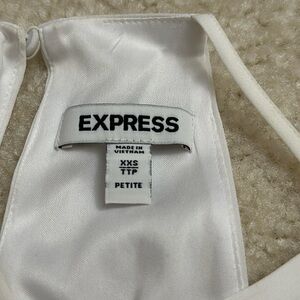 EXPRESS
MADE IN
VIETNAM
XXS
TTP
PETITE